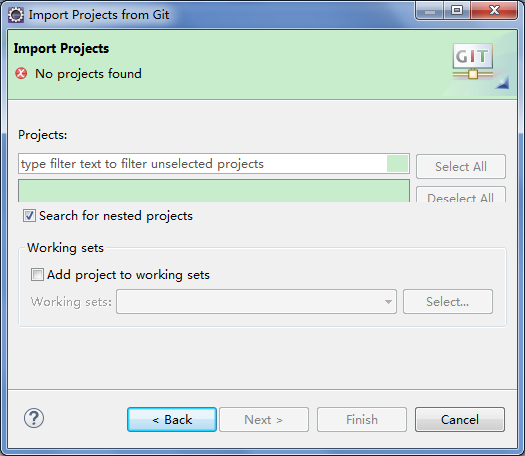 Import Projects from Git
Import Projects
No projects found
GIT
Projects:
type filter text to filter unselected projects
Select All
Deselect All
Search for nested projects
Working sets
Add project to working sets
Working sets:
Select...
?
< Back
Next >
Finish
Cancel